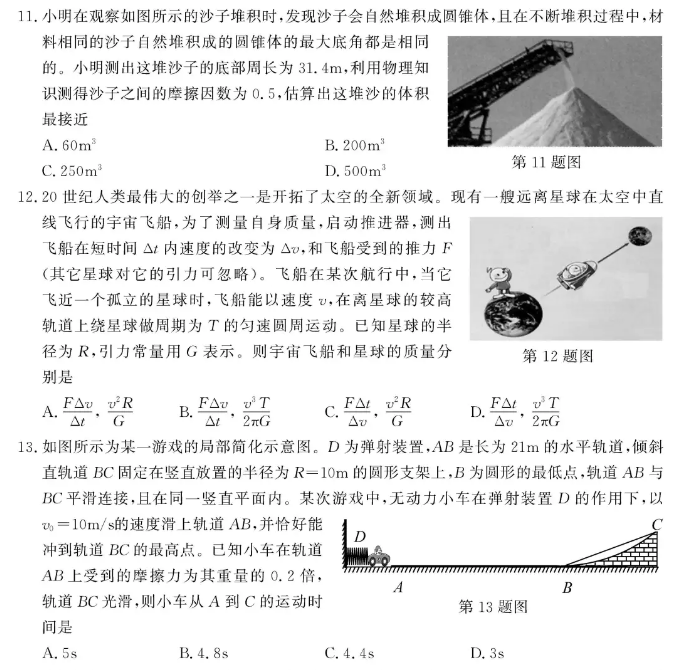 11.小明在观察如图所示的沙子堆积时,发现沙子会自然堆积成圆锥体,且在不断堆积过程中,材
料相同的沙子自然堆积成的圆锥体的最大底角都是相同
的。小明测出这堆沙子的底部周长为31.4m,利用物理知
识测得沙子之间的摩擦因数为0.5,估算出这堆沙的体积
最接近
A. 60m³ B. 200m³
C. 250m³ D. 500m³
第11题图
12.20世纪人类最伟大的创举之一是开拓了太空的全新领域。现有一艘远离星球在太空中直
线飞行的宇宙飞船,为了测量自身质量,启动推进器,测出
飞船在短时间Δt内速度的改变为Δv,和飞船受到的推力F
(其它星球对它的引力可忽略)。飞船在某次航行中,当它
飞近一个孤立的星球时,飞船能以速度v,在离星球的较高
轨道上绕星球做周期为T的匀速圆周运动。已知星球的半
径为R,引力常量用G表示。则宇宙飞船和星球的质量分
别是
第12题图
A. FΔv/Δt, v²R/G B. FΔv/Δt, v³T/2πG C. FΔt/Δv, v²R/G D. FΔt/Δv, v³T/2πG
13.如图所示为某一游戏的局部简化示意图。D为弹射装置,AB是长为21m的水平轨道,倾斜
直轨道BC固定在竖直放置的半径为R=10m的圆形支架上,B为圆形的最低点,轨道AB与
BC平滑连接,且在同一竖直平面内。某次游戏中,无动力小车在弹射装置D的作用下,以
v₀=10m/s的速度滑上轨道AB,并恰好能
冲到轨道BC的最高点。已知小车在轨道
AB上受到的摩擦力为其重量的0.2倍,
轨道BC光滑,则小车从A到C的运动时
间是
D
C
A
B
第13题图
A. 5s B. 4.8s C. 4.4s D. 3s